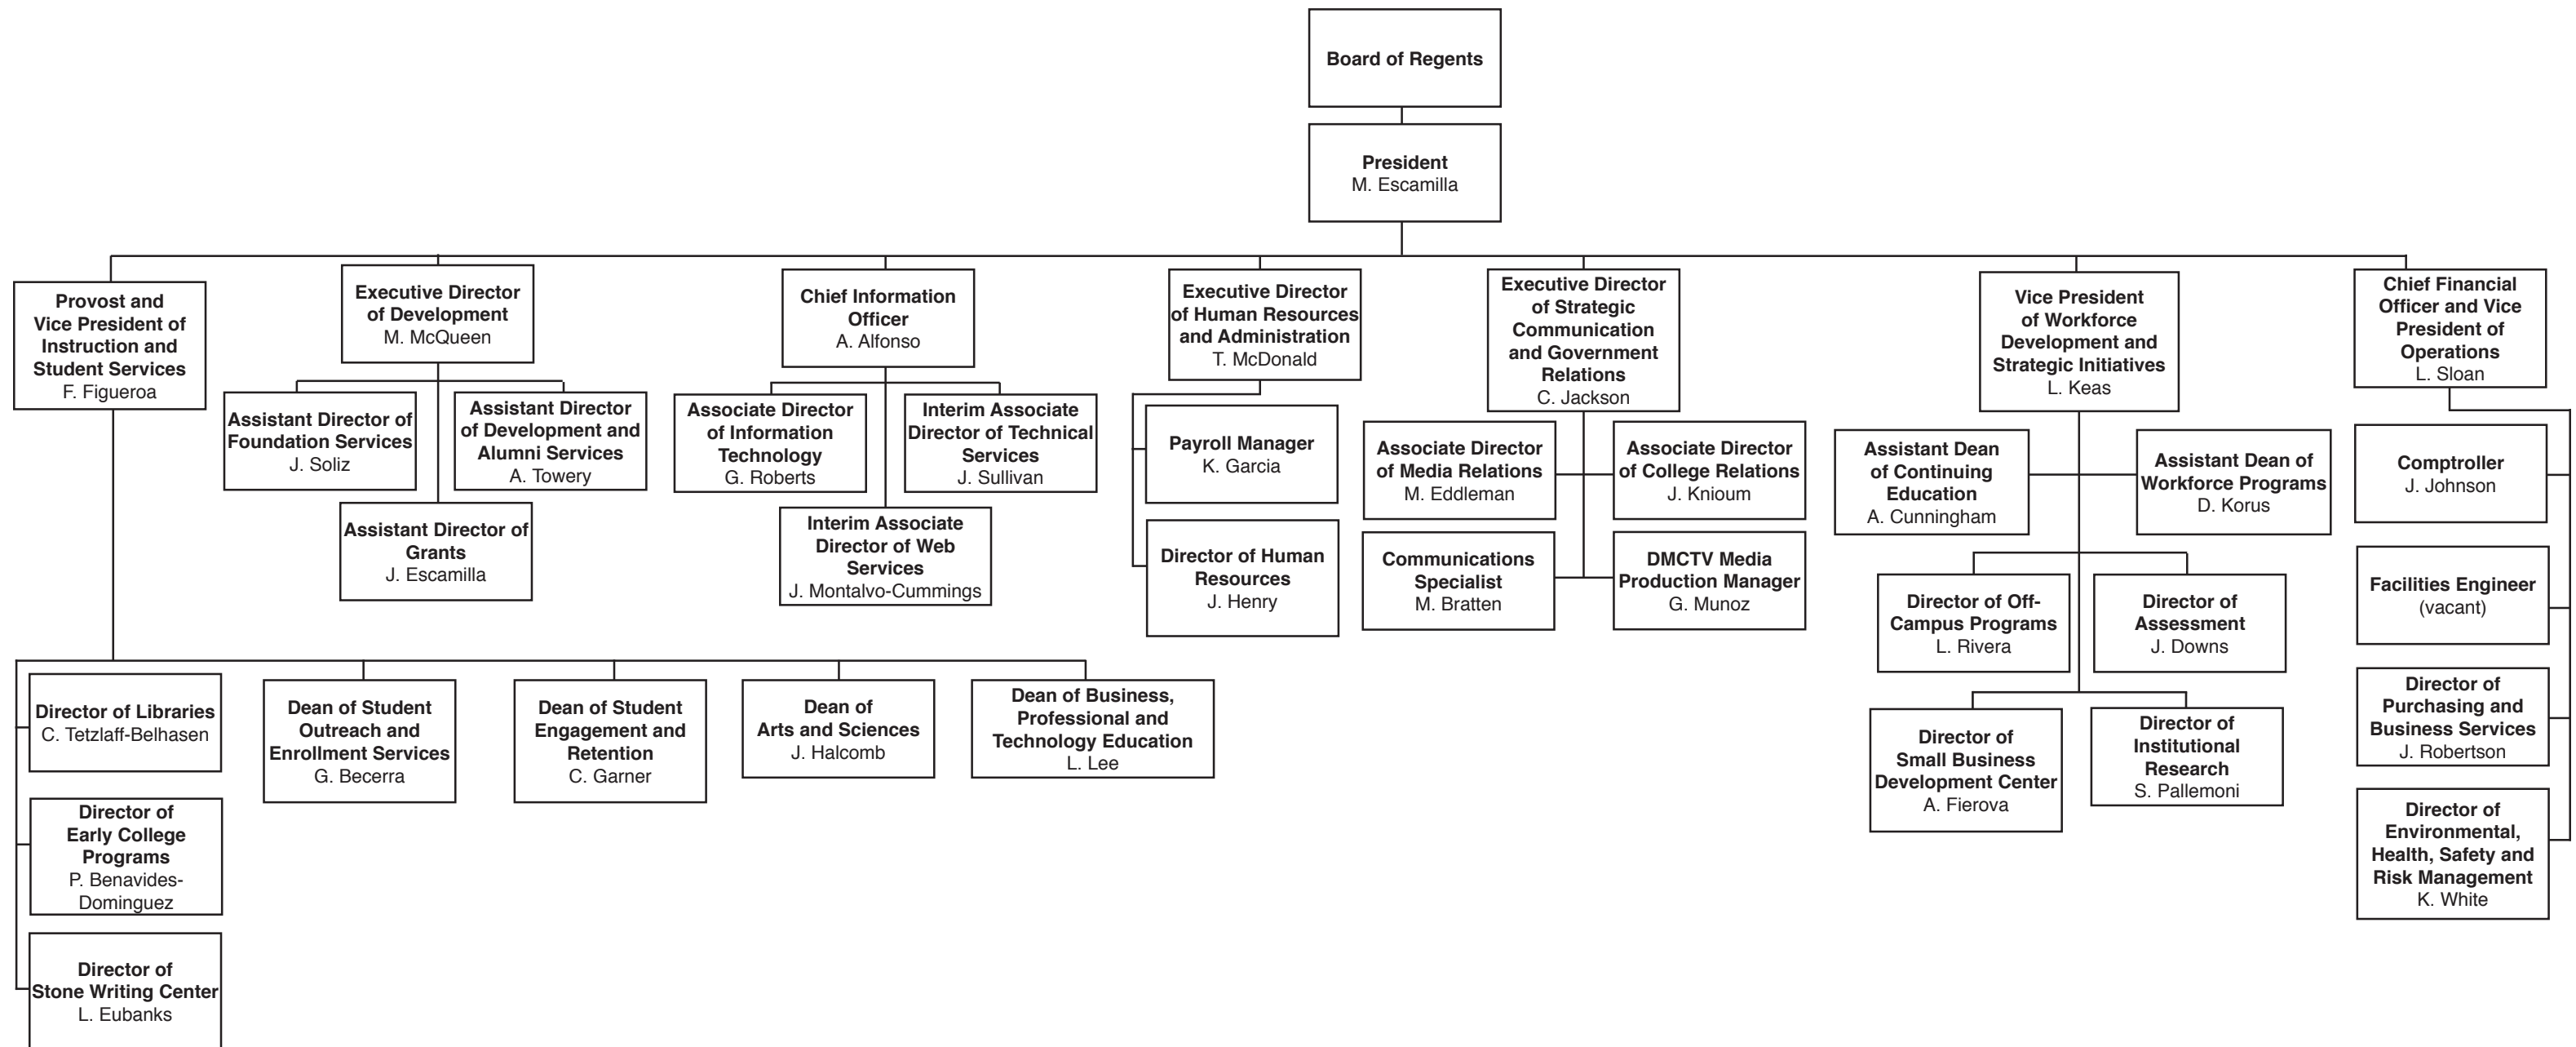 Board of Regents
President
M. Escamilla
Provost and
Vice President of
Instruction and
Student Services
F. Figueroa
Executive Director
of Development
M. McQueen
Chief Information
Officer
A. Alfonso
Executive Director
of Human Resources
and Administration
T. McDonald
Executive Director
of Strategic
Communication
and Government
Relations
C. Jackson
Vice President
of Workforce
Development and
Strategic Initiatives
L. Keas
Chief Financial
Officer and Vice
President of
Operations
L. Sloan
Assistant Director of
Foundation Services
J. Soliz
Assistant Director
of Development and
Alumni Services
A. Towery
Assistant Director of
Grants
J. Escamilla
Associate Director
of Information
Technology
G. Roberts
Interim Associate
Director of Technical
Services
J. Sullivan
Interim Associate
Director of Web
Services
J. Montalvo-Cummings
Payroll Manager
K. Garcia
Director of Human
Resources
J. Henry
Associate Director
of Media Relations
M. Eddleman
Associate Director
of College Relations
J. Knioum
Communications
Specialist
M. Bratten
DMCTV Media
Production Manager
G. Munoz
Assistant Dean
of Continuing
Education
A. Cunningham
Assistant Dean of
Workforce Programs
D. Korus
Director of Off-
Campus Programs
L. Rivera
Director of
Assessment
J. Downs
Director of
Small Business
Development Center
A. Fierova
Director of
Institutional
Research
S. Pallemoni
Comptroller
J. Johnson
Facilities Engineer
(vacant)
Director of
Purchasing and
Business Services
J. Robertson
Director of
Environmental,
Health, Safety and
Risk Management
K. White
Director of Libraries
C. Tetzlaff-Belhasen
Dean of Student
Outreach and
Enrollment Services
G. Becerra
Dean of Student
Engagement and
Retention
C. Garner
Dean of
Arts and Sciences
J. Halcomb
Dean of Business,
Professional and
Technology Education
L. Lee
Director of
Early College
Programs
P. Benavides-
Dominguez
Director of
Stone Writing Center
L. Eubanks